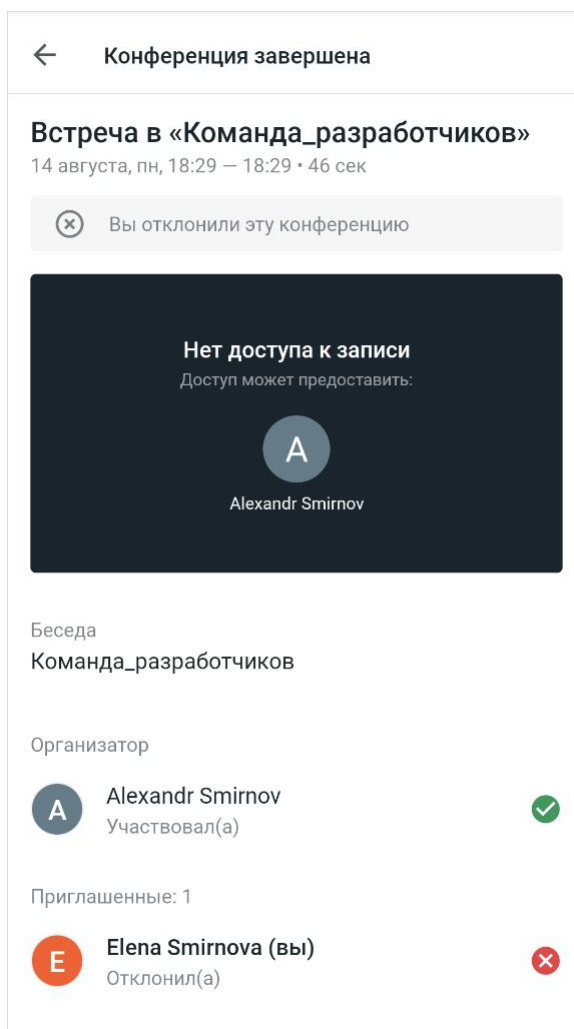 Конференция завершена
Встреча в «Команда_разработчиков»
14 августа, пн, 18:29 — 18:29 • 46 сек
Вы отклонили эту конференцию
Нет доступа к записи
Доступ может предоставить:
A
Alexandr Smirnov
Беседа
Команда_разработчиков
Организатор
A
Alexandr Smirnov
Участвовал(а)
Приглашенные: 1
E
Elena Smirnova (вы)
Отклонил(а)